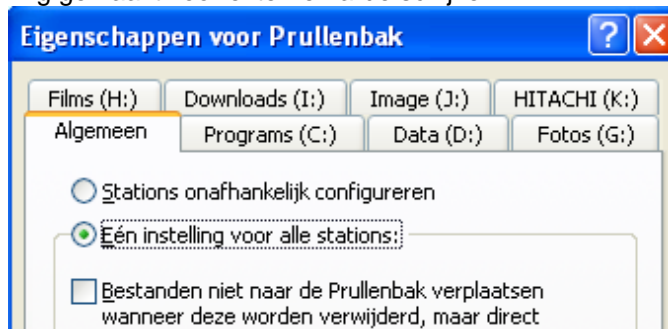 Eigenschappen voor Prullenbak
Films (H:) Downloads (I:) Image (J:) HITACHI (K:)
Algemeen Programs (C:) Data (D:) Fotos (G:)
Stations onafhankelijk configureren
Eén instelling voor alle stations:
Bestanden niet naar de Prullenbak verplaatsen
wanneer deze worden verwijderd, maar direct